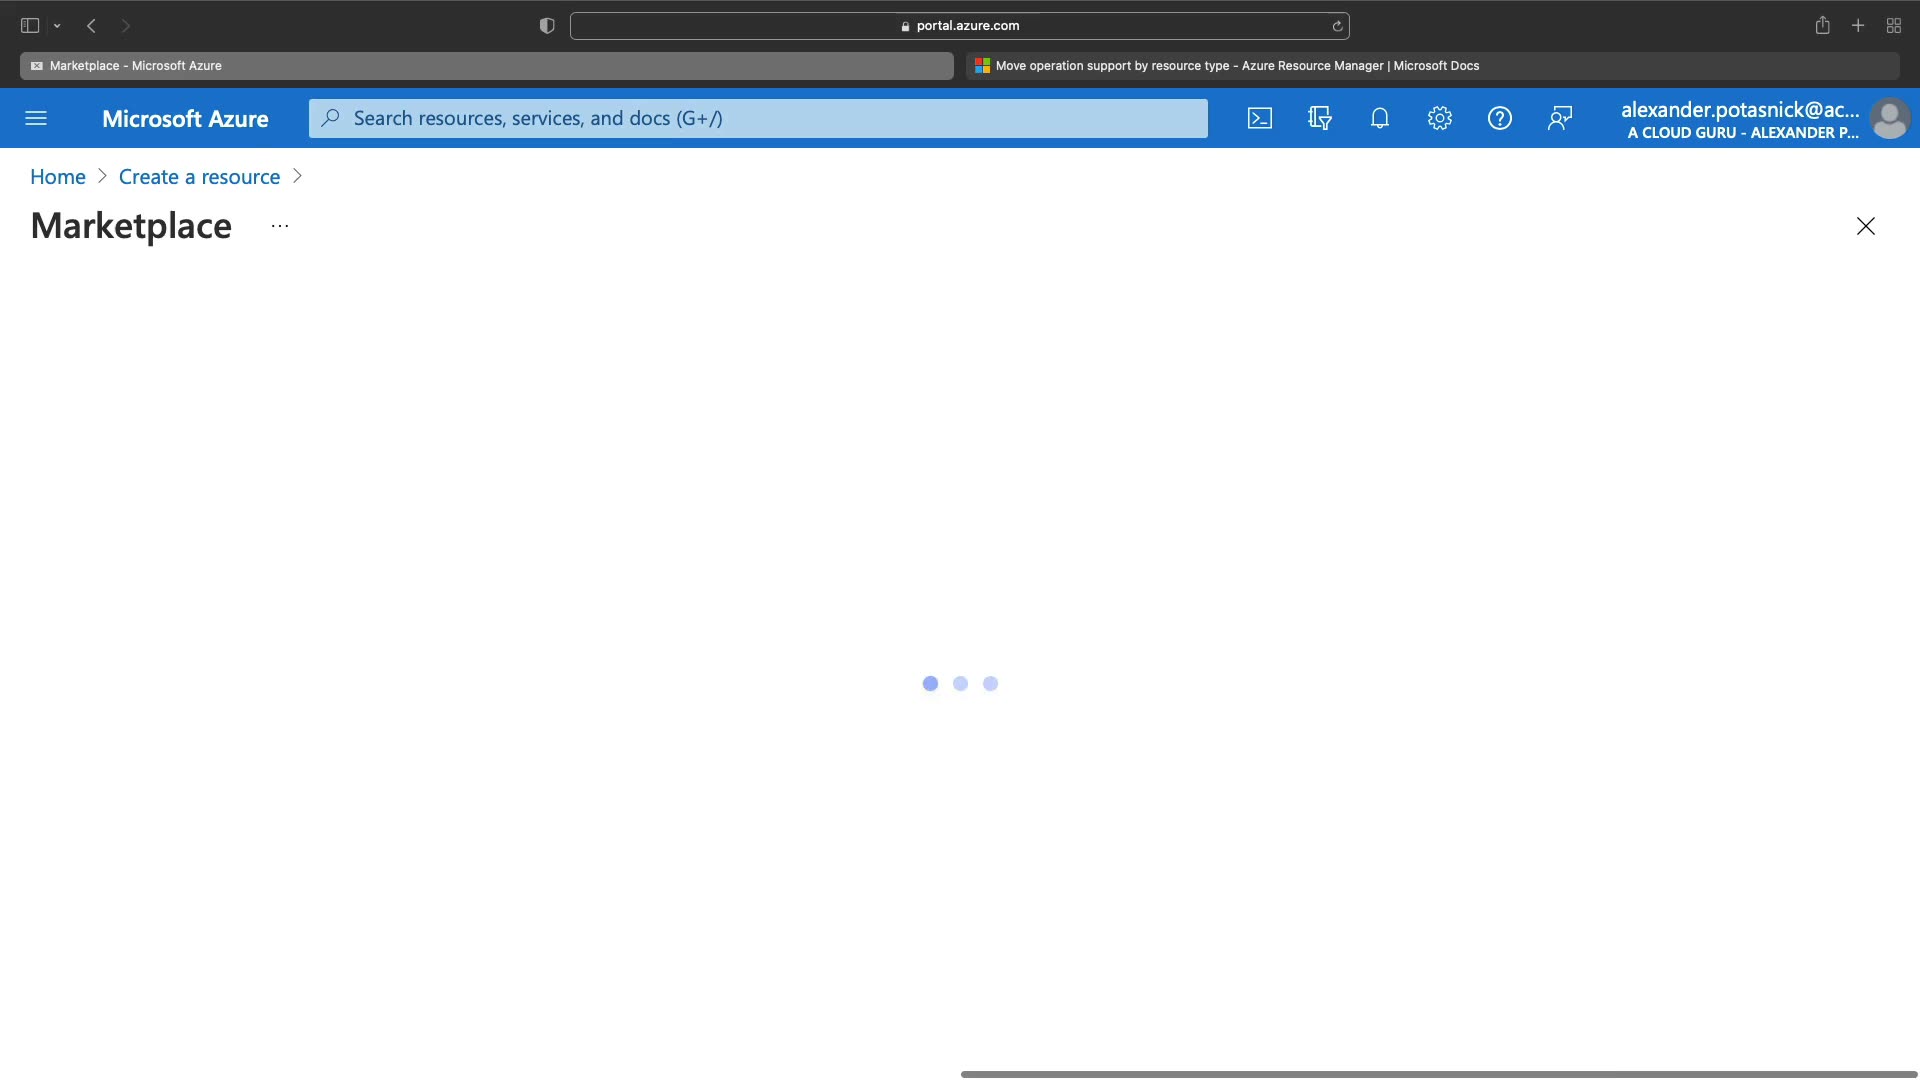 portal.azure.com
Marketplace - Microsoft Azure
Move operation support by resource type - Azure Resource Manager | Microsoft Docs
Microsoft Azure
Search resources, services, and docs (G+/)
alexander.potasnick@ac...
A CLOUD GURU - ALEXANDER P...
Home > Create a resource >
Marketplace ...